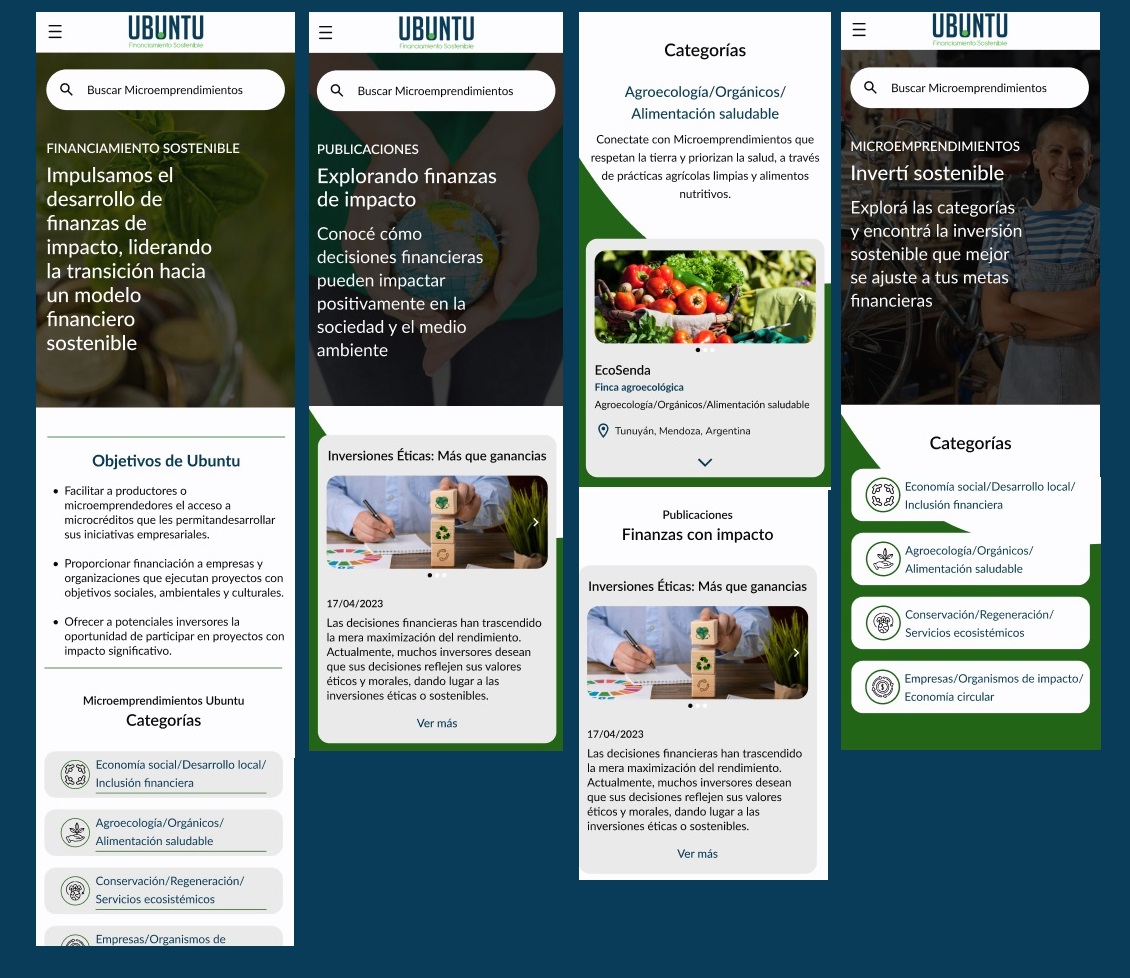 UBUNTU
Financiamiento Sostenible
Buscar Microemprendimientos
FINANCIAMIENTO SOSTENIBLE
Impulsamos el
desarrollo de
finanzas de
impacto, liderando
la transición hacia
un modelo
financiero
sostenible
Objetivos de Ubuntu
• Facilitar a productores o
microemprendedores el acceso a
microcréditos que les permitandesarrollar
sus iniciativas empresariales.
• Proporcionar financiación a empresas y
organizaciones que ejecutan proyectos con
objetivos sociales, ambientales y culturales.
• Ofrecer a potenciales inversores la
oportunidad de participar en proyectos con
impacto significativo.
Microemprendimientos Ubuntu
Categorías
Economía social/Desarrollo local/
Inclusión financiera
Agroecología/Orgánicos/
Alimentación saludable
Conservación/Regeneración/
Servicios ecosistémicos
Empresas/Organismos de
UBUNTU
Financiamiento Sostenible
Buscar Microemprendimientos
PUBLICACIONES
Explorando finanzas
de impacto
Conocé cómo
decisiones financieras
pueden impactar
positivamente en la
sociedad y el medio
ambiente
Inversiones Éticas: Más que ganancias
17/04/2023
Las decisiones financieras han trascendido
la mera maximización del rendimiento.
Actualmente, muchos inversores desean
que sus decisiones reflejen sus valores
éticos y morales, dando lugar a las
inversiones éticas o sostenibles.
Ver más
Categorías
Agroecología/Orgánicos/
Alimentación saludable
Conectate con Microemprendimientos que
respetan la tierra y priorizan la salud, a través
de prácticas agrícolas limpias y alimentos
nutritivos.
EcoSenda
Finca agroecológica
Agroecología/Orgánicos/Alimentación saludable
Tunuyán, Mendoza, Argentina
Publicaciones
Finanzas con impacto
Inversiones Éticas: Más que ganancias
17/04/2023
Las decisiones financieras han trascendido
la mera maximización del rendimiento.
Actualmente, muchos inversores desean
que sus decisiones reflejen sus valores
éticos y morales, dando lugar a las
inversiones éticas o sostenibles.
Ver más
UBUNTU
Financiamiento Sostenible
Buscar Microemprendimientos
MICROEMPRENDIMIENTOS
Invertí sostenible
Explorá las categorías
y encontrá la inversión
sostenible que mejor
se ajuste a tus metas
financieras
Categorías
Economía social/Desarrollo local/
Inclusión financiera
Agroecología/Orgánicos/
Alimentación saludable
Conservación/Regeneración/
Servicios ecosistémicos
Empresas/Organismos de impacto/
Economía circular